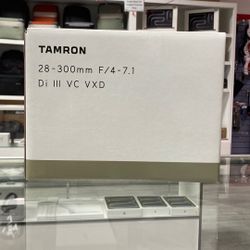 TAMRON
28-300mm F/4-7.1
Di III VC VXD